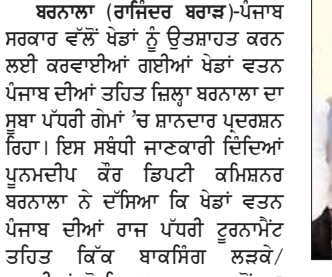 ਬਰਨਾਲਾ (ਰਾਜਿੰਦਰ ਬਰਾੜ)-ਪੰਜਾਬ
ਸਰਕਾਰ ਵੱਲੋਂ ਖੇਡਾਂ ਨੂੰ ਉਤਸ਼ਾਹਤ ਕਰਨ
ਲਈ ਕਰਵਾਈਆਂ ਗਈਆਂ ਖੇਡਾਂ ਵਤਨ
ਪੰਜਾਬ ਦੀਆਂ ਤਹਿਤ ਜ਼ਿਲ੍ਹਾ ਬਰਨਾਲਾ ਦਾ
ਸੂਬਾ ਪੱਧਰੀ ਗੇਮਾਂ 'ਚ ਸ਼ਾਨਦਾਰ ਪ੍ਰਦਰਸ਼ਨ
ਰਿਹਾ। ਇਸ ਸਬੰਧੀ ਜਾਣਕਾਰੀ ਦਿੰਦਿਆਂ
ਪੂਨਮਦੀਪ ਕੌਰ ਡਿਪਟੀ ਕਮਿਸ਼ਨਰ
ਬਰਨਾਲਾ ਨੇ ਦੱਸਿਆ ਕਿ ਖੇਡਾਂ ਵਤਨ
ਪੰਜਾਬ ਦੀਆਂ ਰਾਜ ਪੱਧਰੀ ਟੂਰਨਾਮੈਂਟ
ਤਹਿਤ ਕਿੱਕ ਬਾਕਸਿੰਗ ਲੜਕੇ/